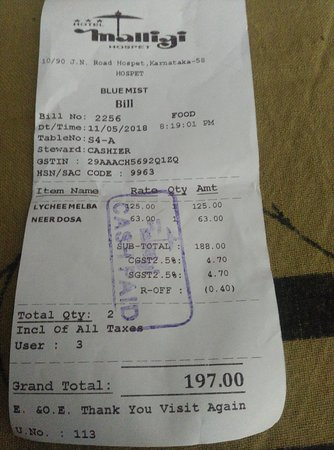 AAA
HOTEL
malligi
HOSPET
10/90 J.N. Road Hospet,Karnataka-58
HOSPET
BLUE MIST
Bill
Bill No: 2256 FOOD
Dt/Time:11/05/2018 8:19:01 PM
TableNo:S4-A
Steward:CASHIER
GSTIN : 29AAACH5692Q1ZQ
HSN/SAC CODE : 9963
Item Name Rate Qty Amt
LYCHEE MELBA 125.00 1 125.00
NEER DOSA 63.00 1 63.00
SUB-TOTAL : 188.00
CGST2.5%: 4.70
SGST2.5%: 4.70
R-OFF : (0.40)
CASH PAID
Total Qty: 2
Incl Of All Taxes
User : 3
Grand Total: 197.00
E. &O.E. Thank You Visit Again
U.No. : 113